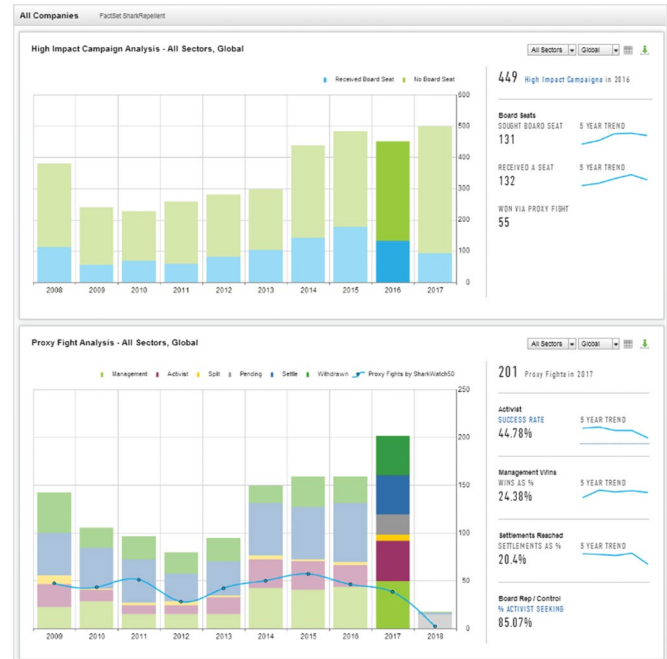 All Companies FactSet SharkRepellent
High Impact Campaign Analysis - All Sectors, Global
All Sectors Global
Received Board Seat No Board Seat
600
500
400
300
200
100
0
2008 2009 2010 2011 2012 2013 2014 2015 2016 2017
449 High Impact Campaigns in 2016
Board Seats
SOUGHT BOARD SEAT 5 YEAR TREND
131
RECEIVED A SEAT 5 YEAR TREND
132
WON VIA PROXY FIGHT
55
Proxy Fight Analysis - All Sectors, Global
All Sectors Global
Management Activist Split Pending Settle Withdrawn Proxy Fights by SharkWatch50
250
200
150
100
50
0
2009 2010 2011 2012 2013 2014 2015 2016 2017 2018
201 Proxy Fights in 2017
Activist
SUCCESS RATE 5 YEAR TREND
44.78%
Management Wins
WINS AS % 5 YEAR TREND
24.38%
Settlements Reached
SETTLEMENTS AS % 5 YEAR TREND
20.4%
Board Rep / Control
% ACTIVIST SEEKING
85.07%